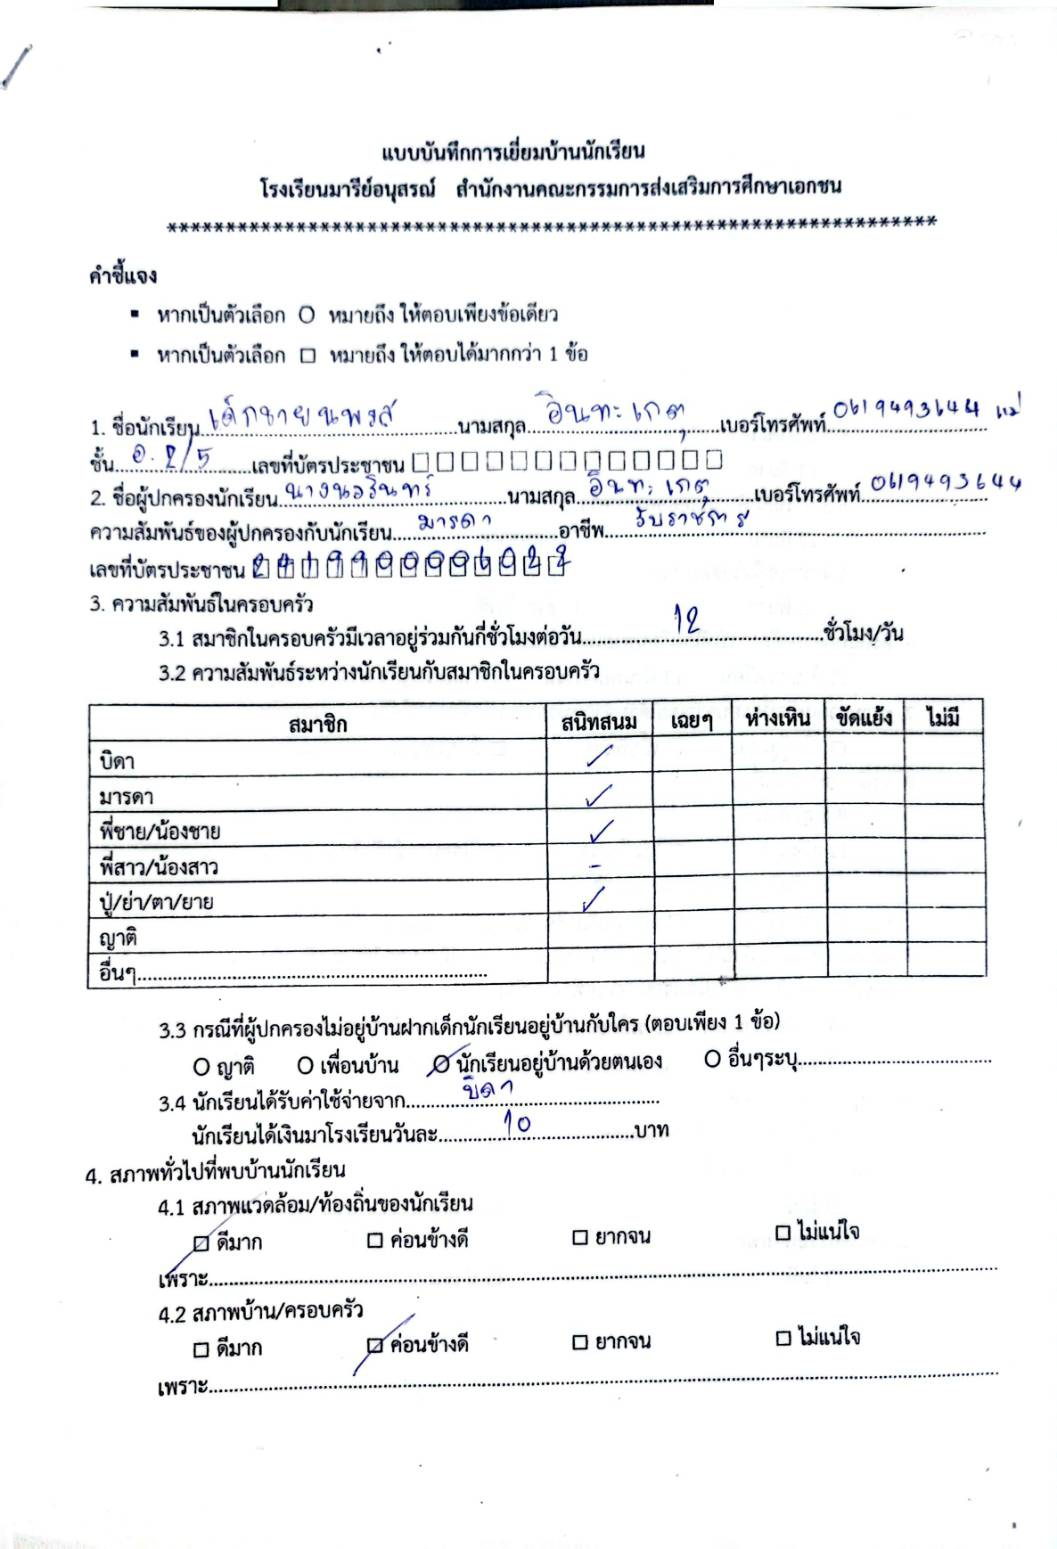 แบบบันทึกการเยี่ยมบ้านนักเรียน
โรงเรียนมารีย์อนุสรณ์ สำนักงานคณะกรรมการส่งเสริมการศึกษาเอกชน
******************************************************************
คำชี้แจง
▪ หากเป็นตัวเลือก ○ หมายถึง ให้ตอบเพียงข้อเดียว
▪ หากเป็นตัวเลือก □ หมายถึง ให้ตอบได้มากกว่า 1 ข้อ
1. ชื่อนักเรียน เด็กชาย นพงส์ นามสกุล อินทะเกตุ เบอร์โทรศัพท์ 0619493644 แม่
ชั้น อ.2/5 เลขที่บัตรประชาชน □□□□□□□□□□□□□
2. ชื่อผู้ปกครองนักเรียน นางนอรินทร์ นามสกุล อินทะเกตุ เบอร์โทรศัพท์ 0619493644
ความสัมพันธ์ของผู้ปกครองกับนักเรียน มารดา อาชีพ รับราชการ
เลขที่บัตรประชาชน
3. ความสัมพันธ์ในครอบครัว
3.1 สมาชิกในครอบครัวมีเวลาอยู่ร่วมกันกี่ชั่วโมงต่อวัน 12 ชั่วโมง/วัน
3.2 ความสัมพันธ์ระหว่างนักเรียนกับสมาชิกในครอบครัว
สมาชิก สนิทสนม เฉยๆ ห่างเหิน ขัดแย้ง ไม่มี
บิดา ✓
มารดา ✓
พี่ชาย/น้องชาย ✓
พี่สาว/น้องสาว -
ปู่/ย่า/ตา/ยาย ✓
ญาติ
อื่นๆ
3.3 กรณีที่ผู้ปกครองไม่อยู่บ้านฝากเด็กนักเรียนอยู่บ้านกับใคร (ตอบเพียง 1 ข้อ)
○ ญาติ ○ เพื่อนบ้าน ○ นักเรียนอยู่บ้านด้วยตนเอง ○ อื่นๆระบุ
3.4 นักเรียนได้รับค่าใช้จ่ายจาก บิดา
นักเรียนได้เงินมาโรงเรียนวันละ 10 บาท
4. สภาพทั่วไปที่พบบ้านนักเรียน
4.1 สภาพแวดล้อม/ท้องถิ่นของนักเรียน
□ ดีมาก □ ค่อนข้างดี □ ยากจน □ ไม่แน่ใจ
เพราะ
4.2 สภาพบ้าน/ครอบครัว
□ ดีมาก □ ค่อนข้างดี □ ยากจน □ ไม่แน่ใจ
เพราะ